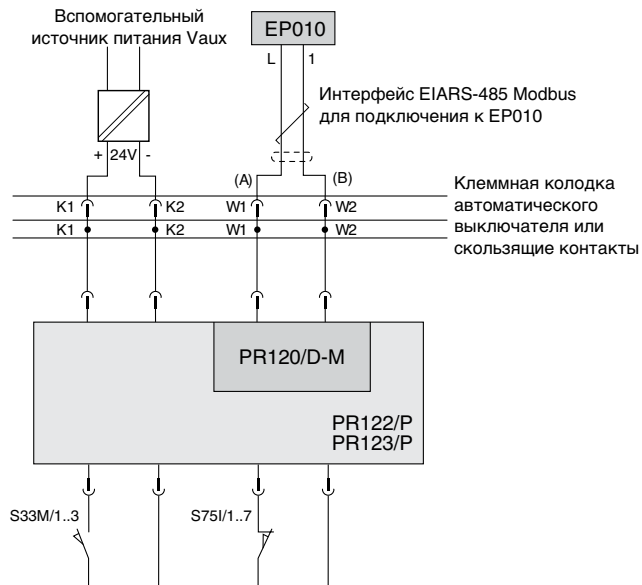 Вспомогательный
источник питания Vaux
EP010
L 1
Интерфейс EIARS-485 Modbus
для подключения к EP010
+ 24V -
(A) (B)
Клеммная колодка
автоматического
выключателя или
скользящие контакты
K1 K2 W1 W2
K1 K2 W1 W2
PR120/D-M
PR122/P
PR123/P
S33M/1..3 S75I/1..7